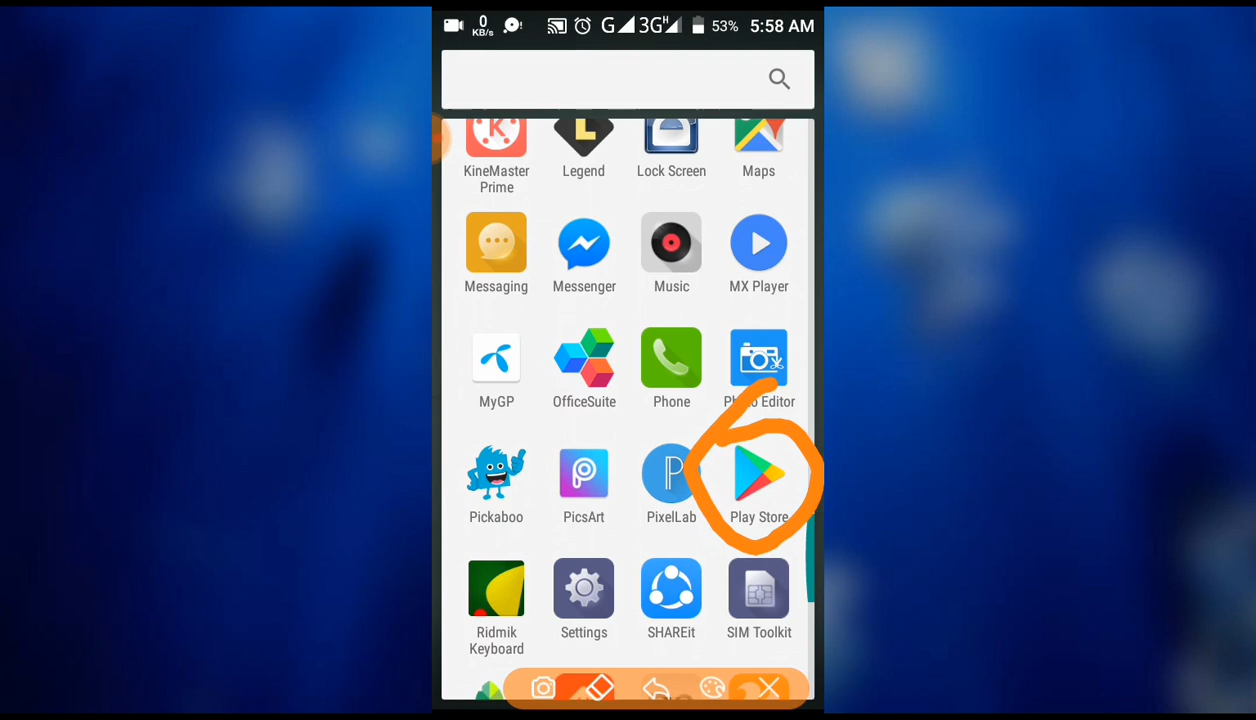 0
KB/s
G 3G H 53% 5:58 AM
KineMaster Prime
Legend
Lock Screen
Maps
Messaging
Messenger
Music
MX Player
MyGP
OfficeSuite
Phone
Photo Editor
Pickaboo
PicsArt
PixelLab
Play Store
Ridmik Keyboard
Settings
SHAREit
SIM Toolkit